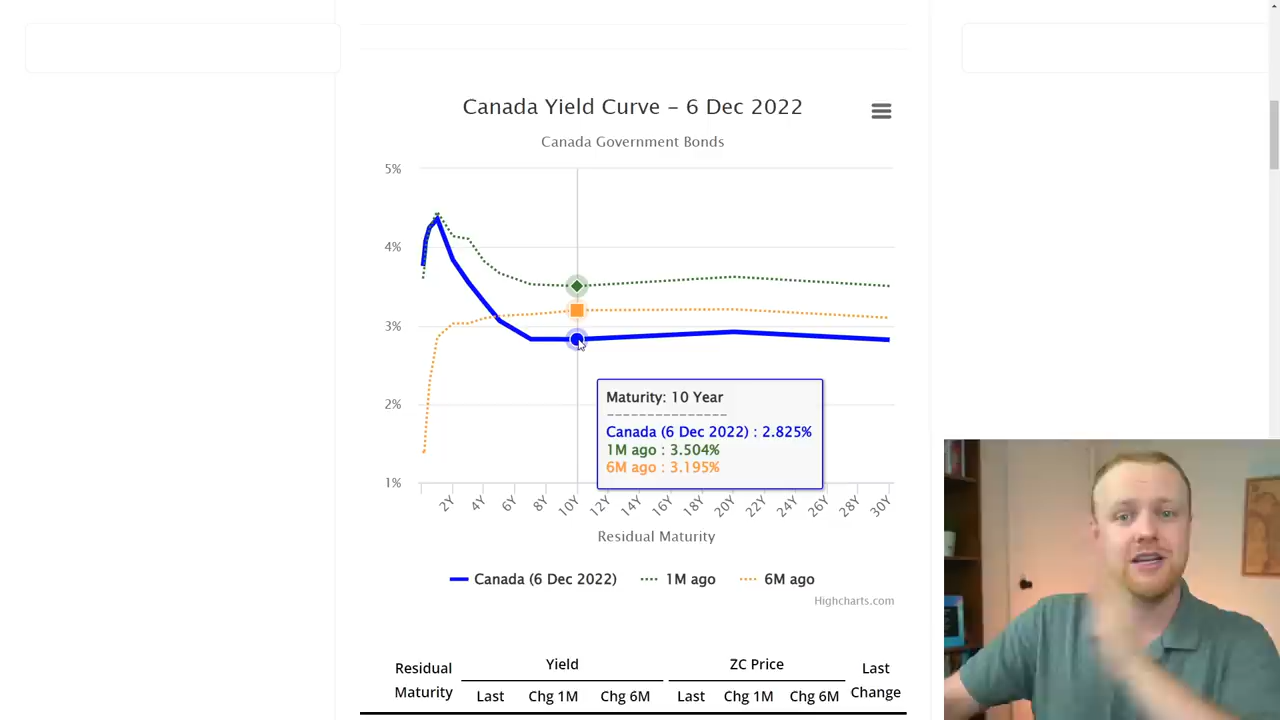 Canada Yield Curve - 6 Dec 2022
Canada Government Bonds
5%
4%
3%
2%
1%
Maturity: 10 Year
---------------
Canada (6 Dec 2022) : 2.825%
1M ago : 3.504%
6M ago : 3.195%
2Y 4Y 6Y 8Y 10Y 12Y 14Y 16Y 18Y 20Y 22Y 24Y 26Y 28Y 30Y
Residual Maturity
Canada (6 Dec 2022) 1M ago 6M ago
Highcharts.com
Residual Maturity Yield ZC Price Last Change
Last Chg 1M Chg 6M Last Chg 1M Chg 6M